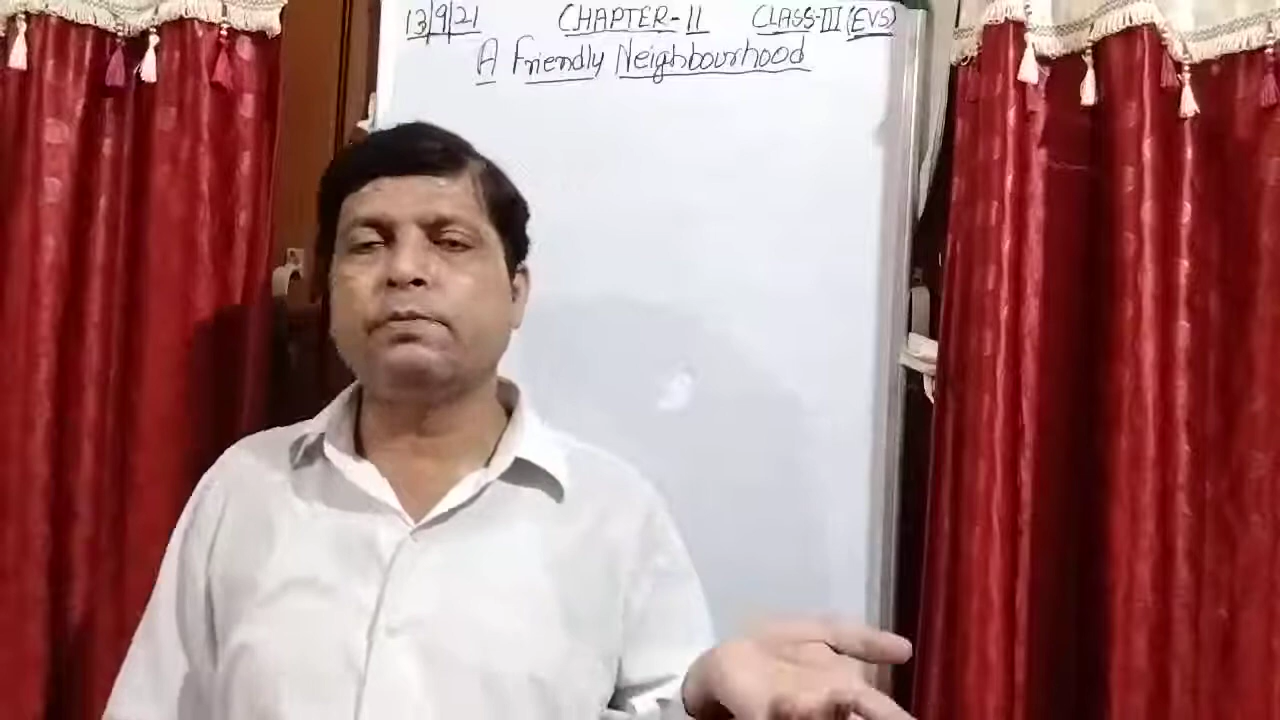 13/9/21 CHAPTER-11 CLASS-III (EVS)
A Friendly Neighbourhood